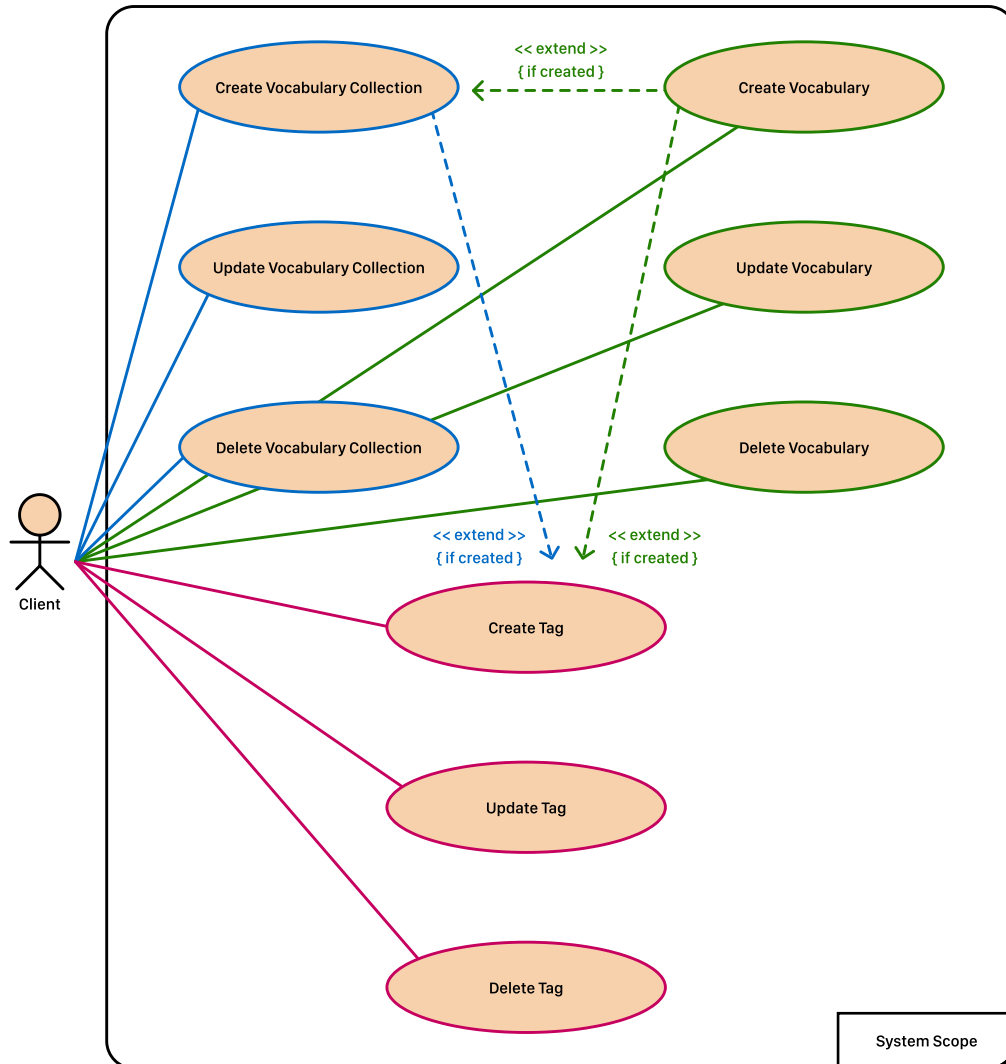 << extend >>
{ if created }
Create Vocabulary Collection
Create Vocabulary
Update Vocabulary Collection
Update Vocabulary
Delete Vocabulary Collection
Delete Vocabulary
<< extend >>
{ if created }
<< extend >>
{ if created }
Client
Create Tag
Update Tag
Delete Tag
System Scope